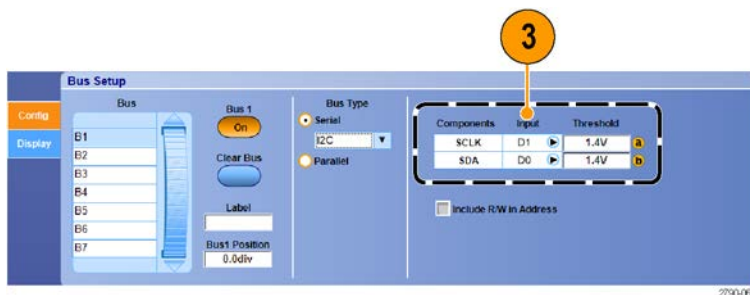 3
Bus Setup
Config
Display
Bus
B1
B2
B3
B4
B5
B6
B7
Bus 1
On
Clear Bus
Label
Bus1 Position
0.0div
Bus Type
Serial
I2C
Parallel
Components Input Threshold
SCLK D1 1.4V a
SDA D0 1.4V b
Include R/W in Address